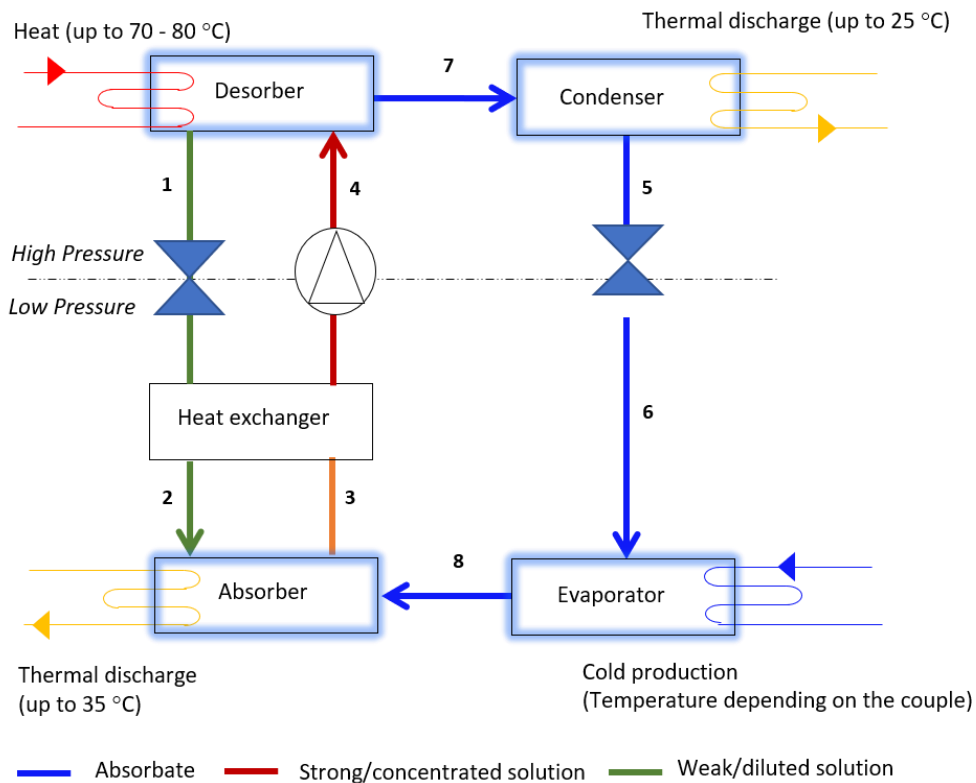 Heat (up to 70 - 80 °C)
Thermal discharge (up to 25 °C)
Desorber
7
Condenser
1
4
5
High Pressure
Low Pressure
Heat exchanger
6
2
3
8
Absorber
Evaporator
Thermal discharge
(up to 35 °C)
Cold production
(Temperature depending on the couple)
Absorbate
Strong/concentrated solution
Weak/diluted solution